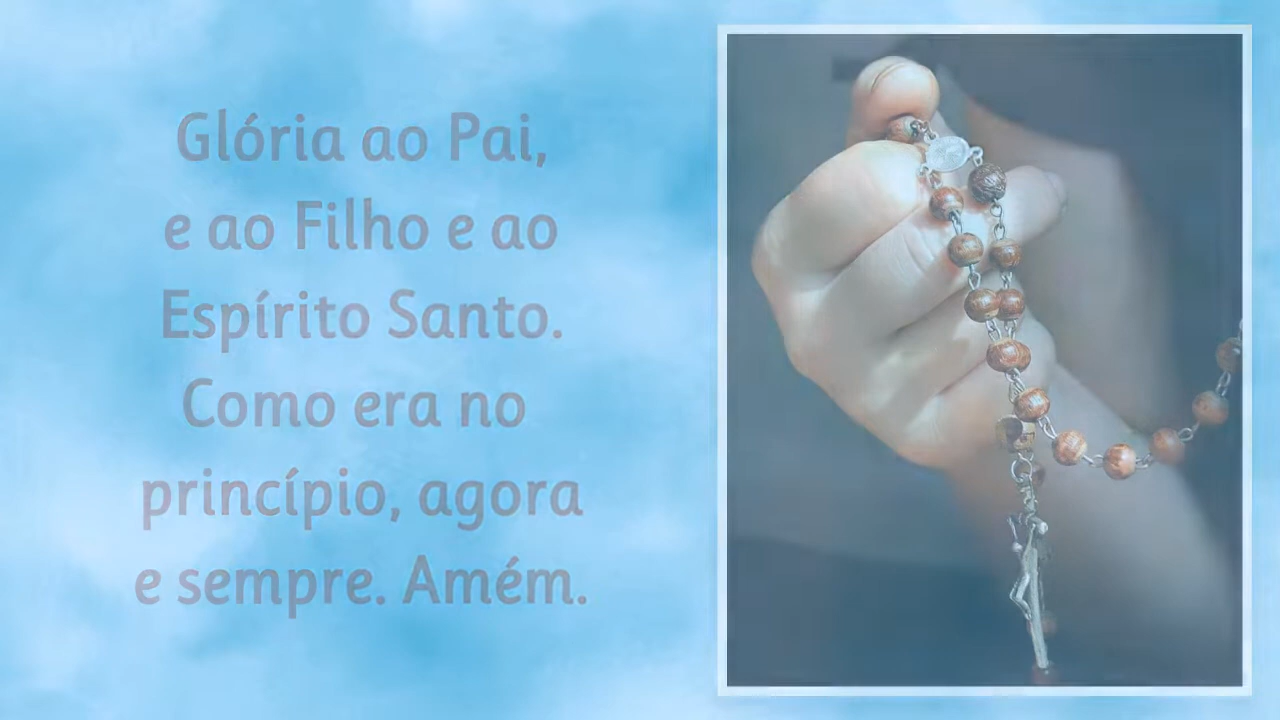 Glória ao Pai,
e ao Filho e ao
Espírito Santo.
Como era no
princípio, agora
e sempre. Amém.